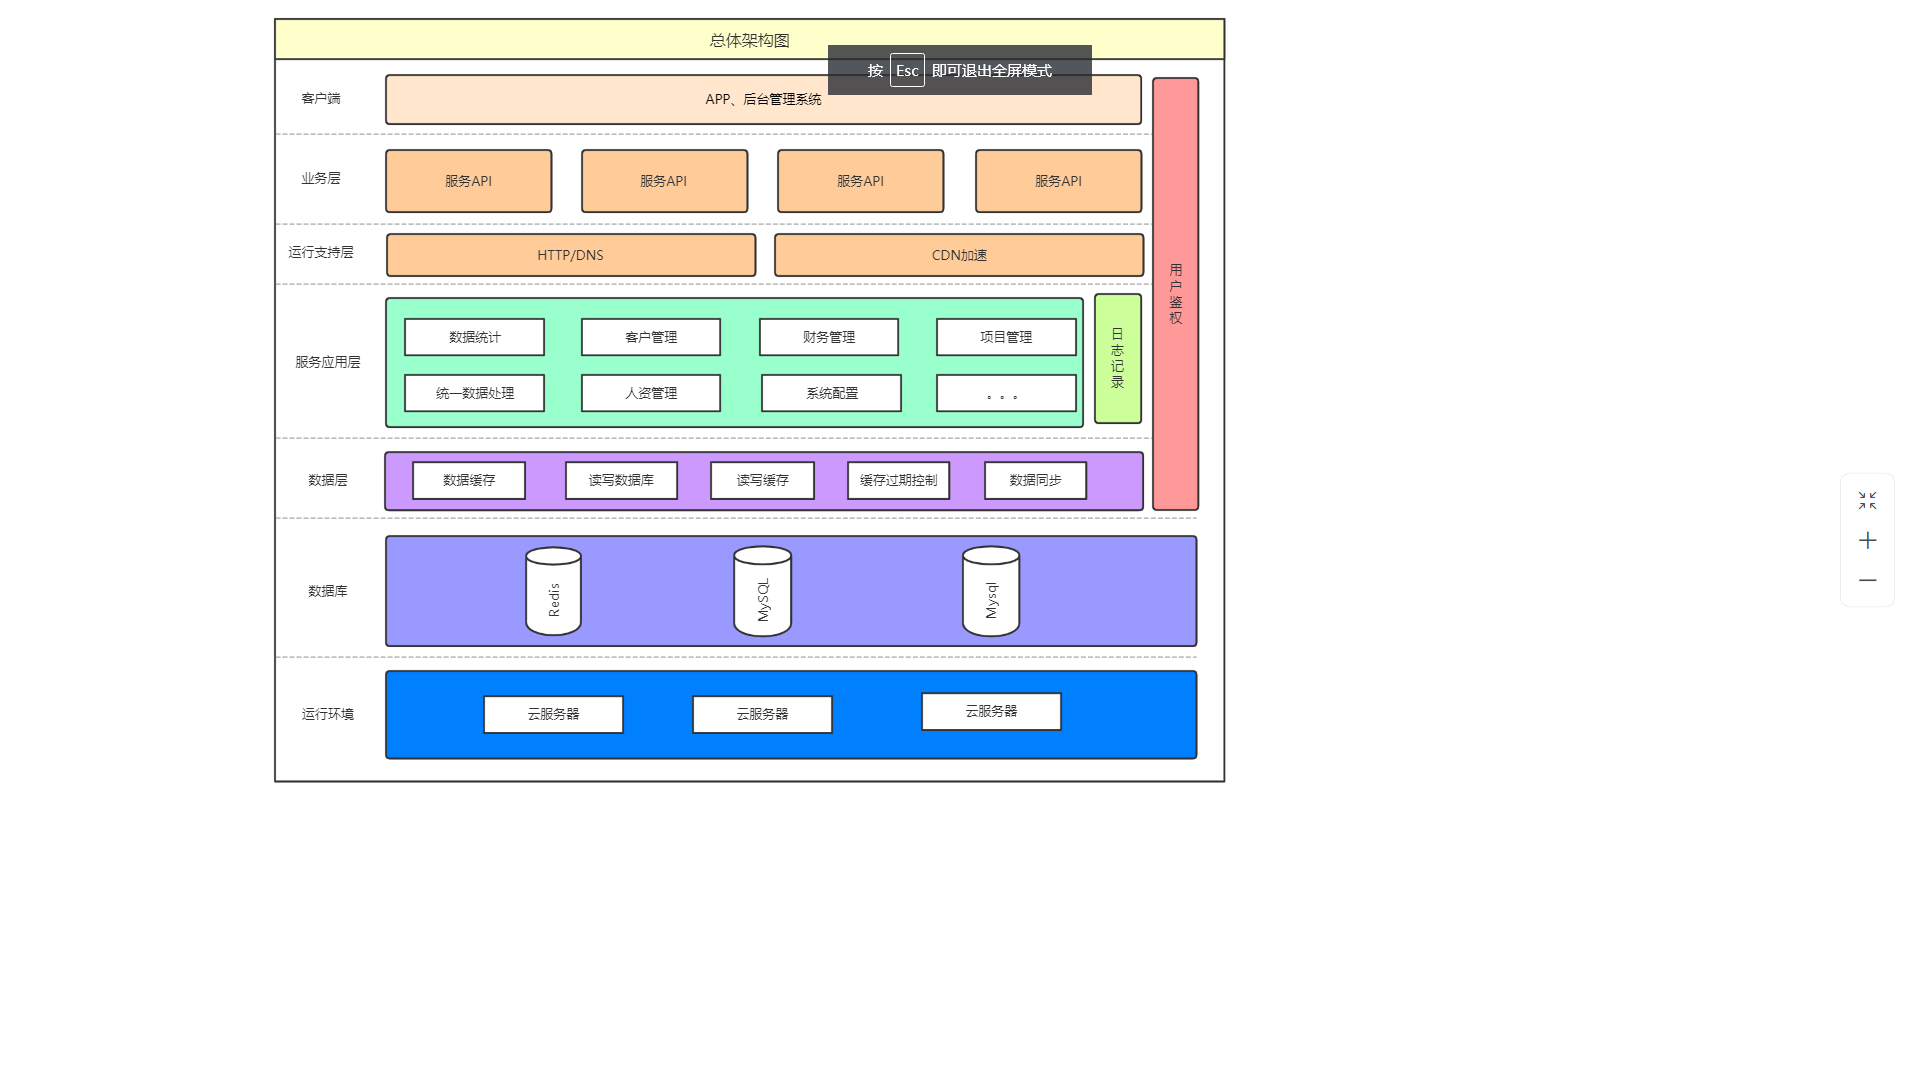 总体架构图
按 Esc 即可退出全屏模式
客户端
APP、后台管理系统
业务层
服务API
服务API
服务API
服务API
运行支持层
HTTP/DNS
CDN加速
用户鉴权
服务应用层
数据统计
客户管理
财务管理
项目管理
统一数据处理
人资管理
系统配置
。。。
日志记录
数据层
数据缓存
读写数据库
读写缓存
缓存过期控制
数据同步
数据库
Redis
MySQL
Mysql
运行环境
云服务器
云服务器
云服务器